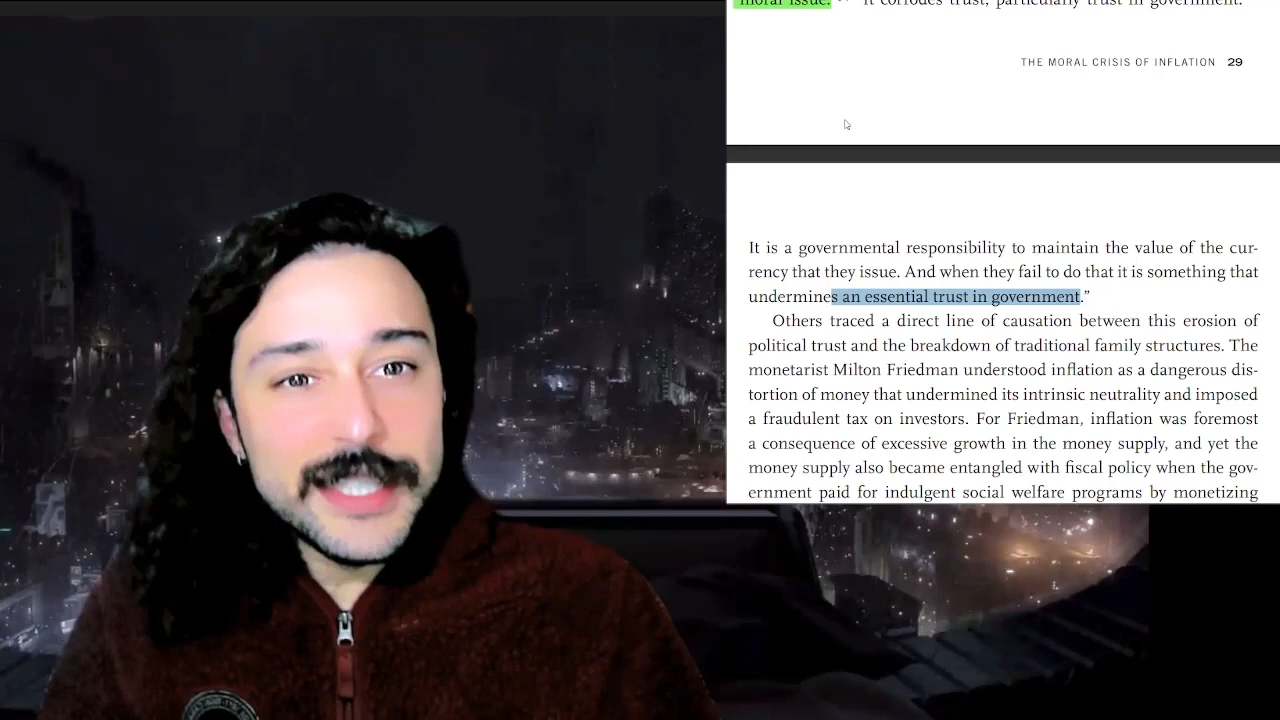 moral issue. It corrodes trust, particularly trust in government.
THE MORAL CRISIS OF INFLATION 29
It is a governmental responsibility to maintain the value of the cur-
rency that they issue. And when they fail to do that it is something that
undermines an essential trust in government.”
Others traced a direct line of causation between this erosion of
political trust and the breakdown of traditional family structures. The
monetarist Milton Friedman understood inflation as a dangerous dis-
tortion of money that undermined its intrinsic neutrality and imposed
a fraudulent tax on investors. For Friedman, inflation was foremost
a consequence of excessive growth in the money supply, and yet the
money supply also became entangled with fiscal policy when the gov-
ernment paid for indulgent social welfare programs by monetizing